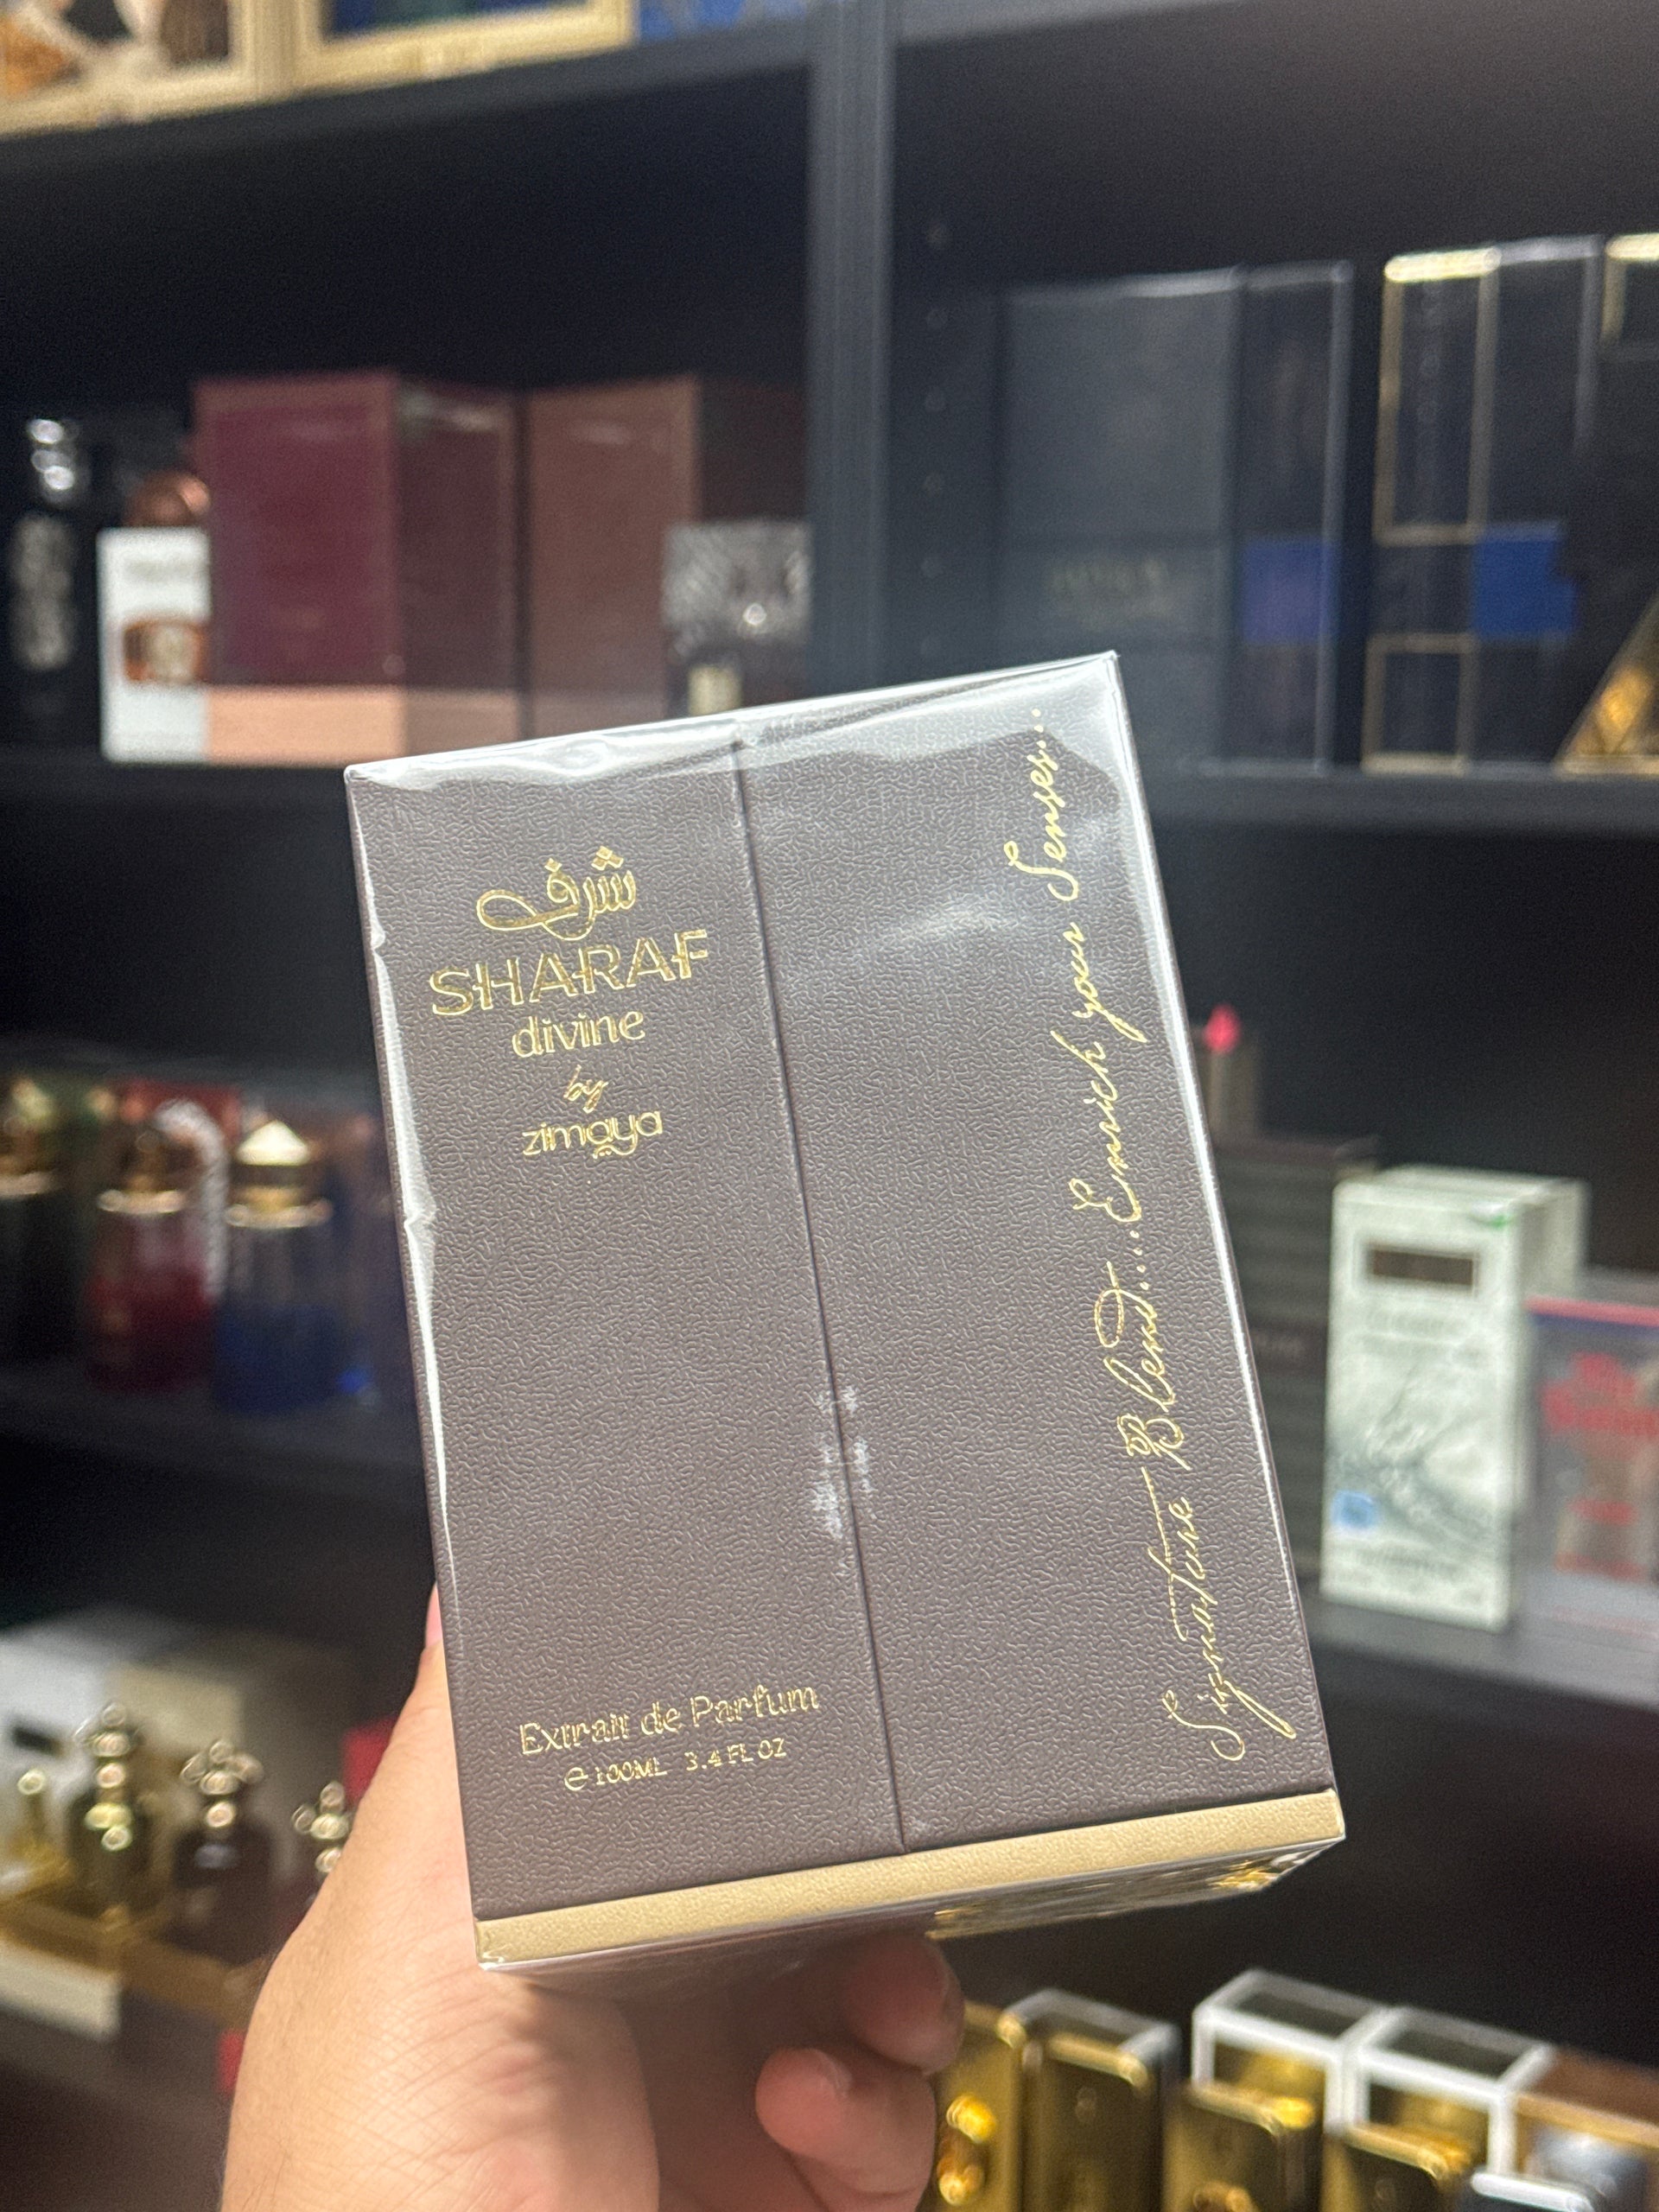 شرف
SHARAF
divine
by
zimaya
Extrait de Parfum
e 100ML 3.4 FL OZ
Signature Blend....Enrich your Senses...